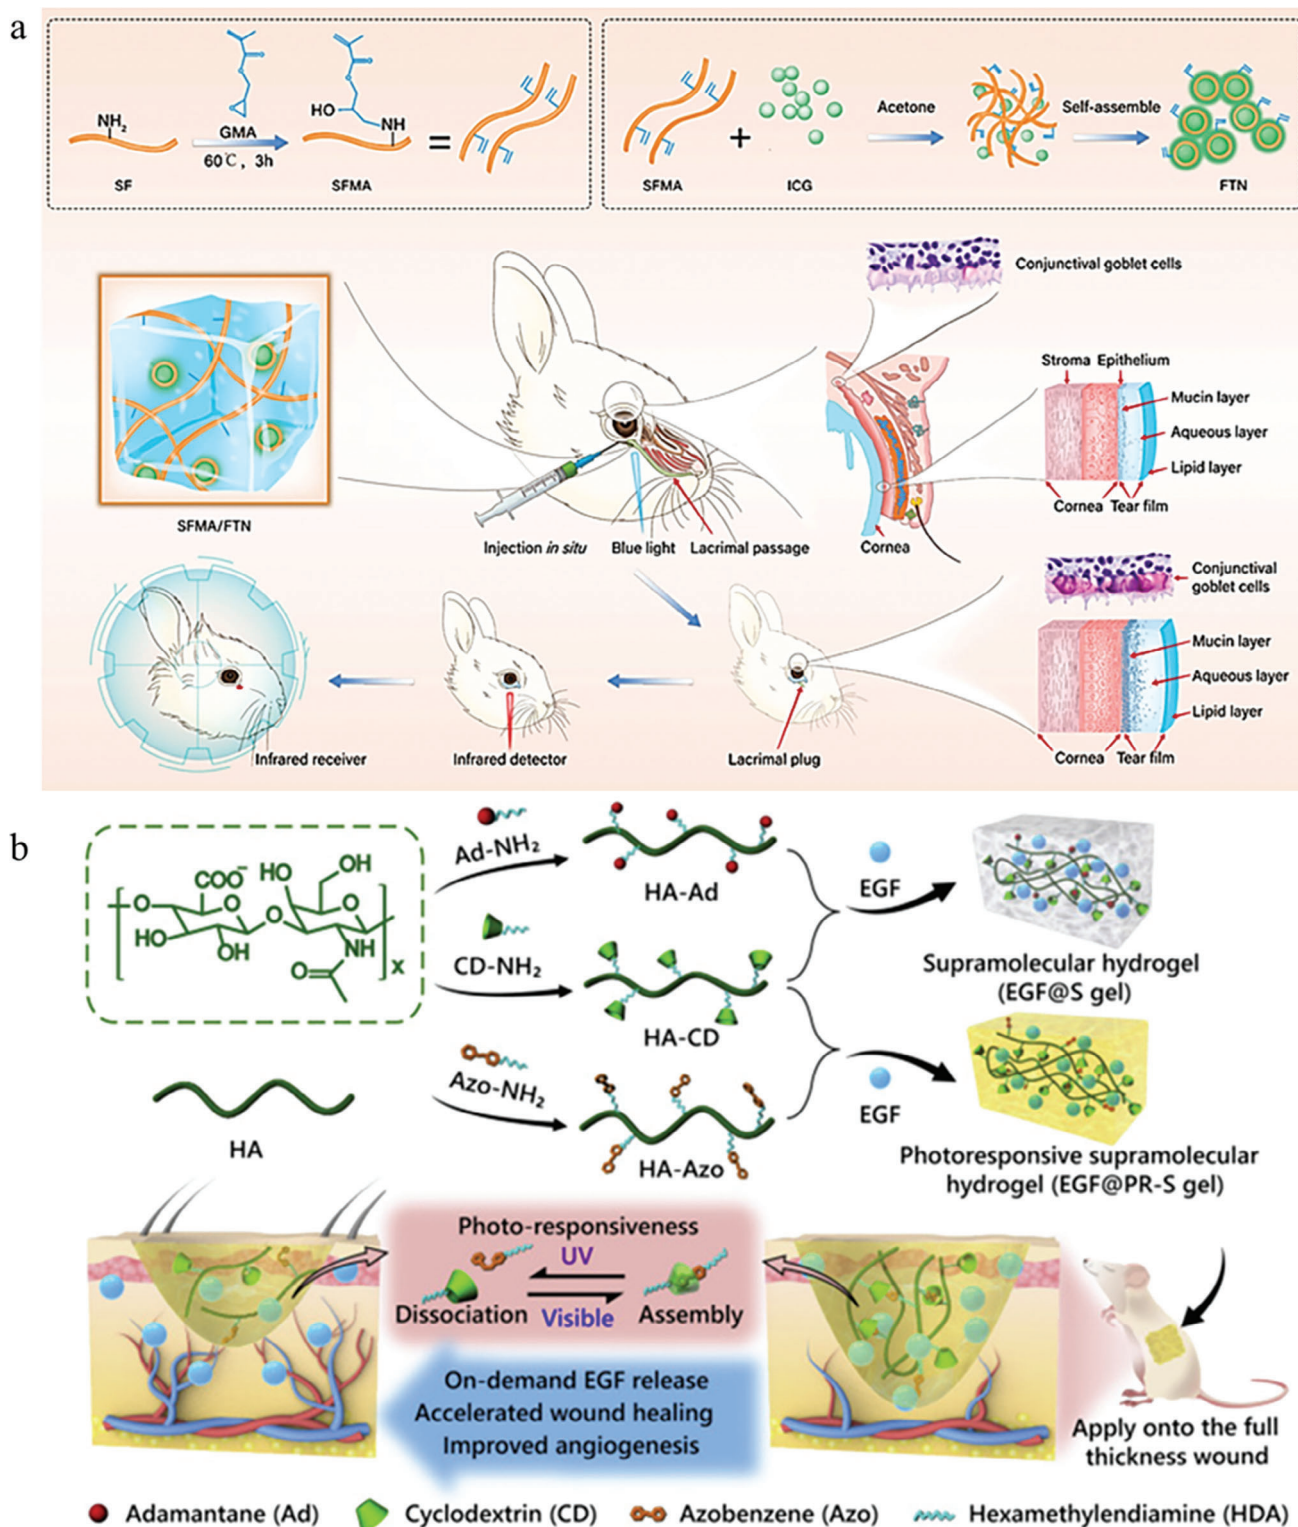 a
NH2
SF
GMA
60℃, 3h
HO
NH
SFMA
=
SFMA
+
ICG
Acetone
Self-assemble
FTN
Conjunctival goblet cells
SFMA/FTN
Injection in situ
Blue light
Lacrimal passage
Cornea
Stroma Epithelium
Mucin layer
Aqueous layer
Lipid layer
Cornea Tear film
Conjunctival
goblet cells
Mucin layer
Aqueous layer
Lipid layer
Cornea Tear film
Infrared receiver
Infrared detector
Lacrimal plug
b
COO−
HO
OH
O
O
O
O
HO
OH
NH
O
x
HA
Ad-NH2
HA-Ad
CD-NH2
HA-CD
Azo-NH2
HA-Azo
EGF
Supramolecular hydrogel
(EGF@S gel)
EGF
Photoresponsive supramolecular
hydrogel (EGF@PR-S gel)
Photo-responsiveness
UV
Dissociation
Visible
Assembly
On-demand EGF release
Accelerated wound healing
Improved angiogenesis
Apply onto the full
thickness wound
Adamantane (Ad)
Cyclodextrin (CD)
Azobenzene (Azo)
Hexamethylendiamine (HDA)